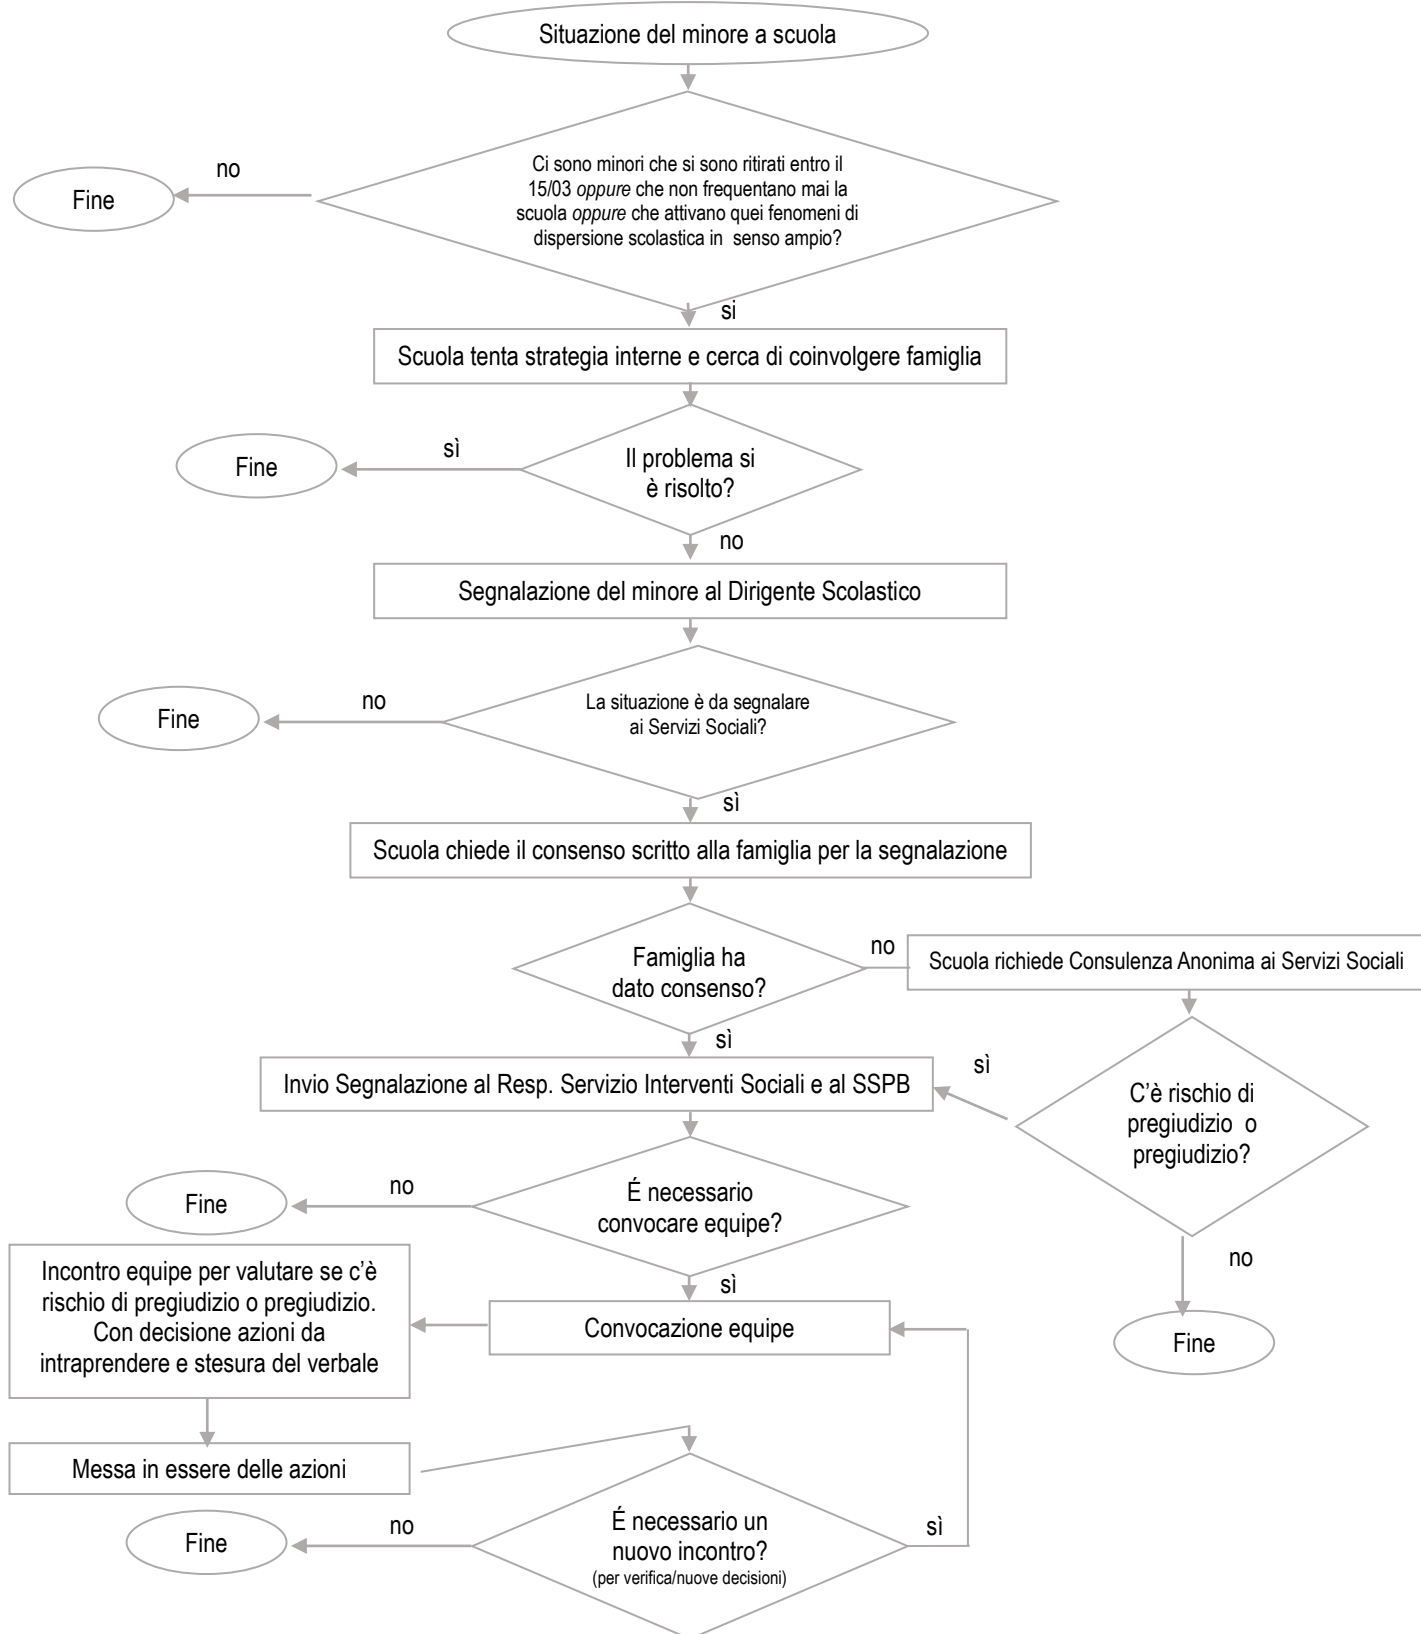 Situazione del minore a scuola
no
Fine
Ci sono minori che si sono ritirati entro il
15/03 oppure che non frequentano mai la
scuola oppure che attivano quei fenomeni di
dispersione scolastica in senso ampio?
si
Scuola tenta strategia interne e cerca di coinvolgere famiglia
sì
Fine
Il problema si
è risolto?
no
Segnalazione del minore al Dirigente Scolastico
no
Fine
La situazione è da segnalare
ai Servizi Sociali?
sì
Scuola chiede il consenso scritto alla famiglia per la segnalazione
Famiglia ha
dato consenso?
no
Scuola richiede Consulenza Anonima ai Servizi Sociali
sì
Invio Segnalazione al Resp. Servizio Interventi Sociali e al SSPB
sì
C'è rischio di
pregiudizio o
pregiudizio?
no
Fine
no
Fine
É necessario
convocare equipe?
sì
Convocazione equipe
Incontro equipe per valutare se c'è
rischio di pregiudizio o pregiudizio.
Con decisione azioni da
intraprendere e stesura del verbale
Messa in essere delle azioni
no
Fine
É necessario un
nuovo incontro?
(per verifica/nuove decisioni)
sì